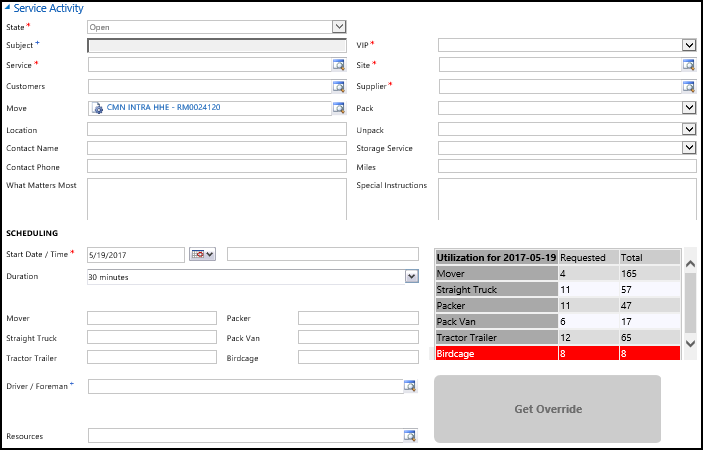 Service Activity
State * Open
Subject + VIP *
Service * Site *
Customers Supplier *
Move CMN INTRA HHE - RM0024120 Pack
Location Unpack
Contact Name Storage Service
Contact Phone Miles
What Matters Most Special Instructions
SCHEDULING
Start Date / Time * 5/19/2017
Duration 30 minutes
Utilization for 2017-05-19 Requested Total
Mover 4 165
Straight Truck 11 57
Packer 11 47
Pack Van 6 17
Tractor Trailer 12 65
Birdcage 8 8
Mover Packer
Straight Truck Pack Van
Tractor Trailer Birdcage
Driver / Foreman +
Get Override
Resources